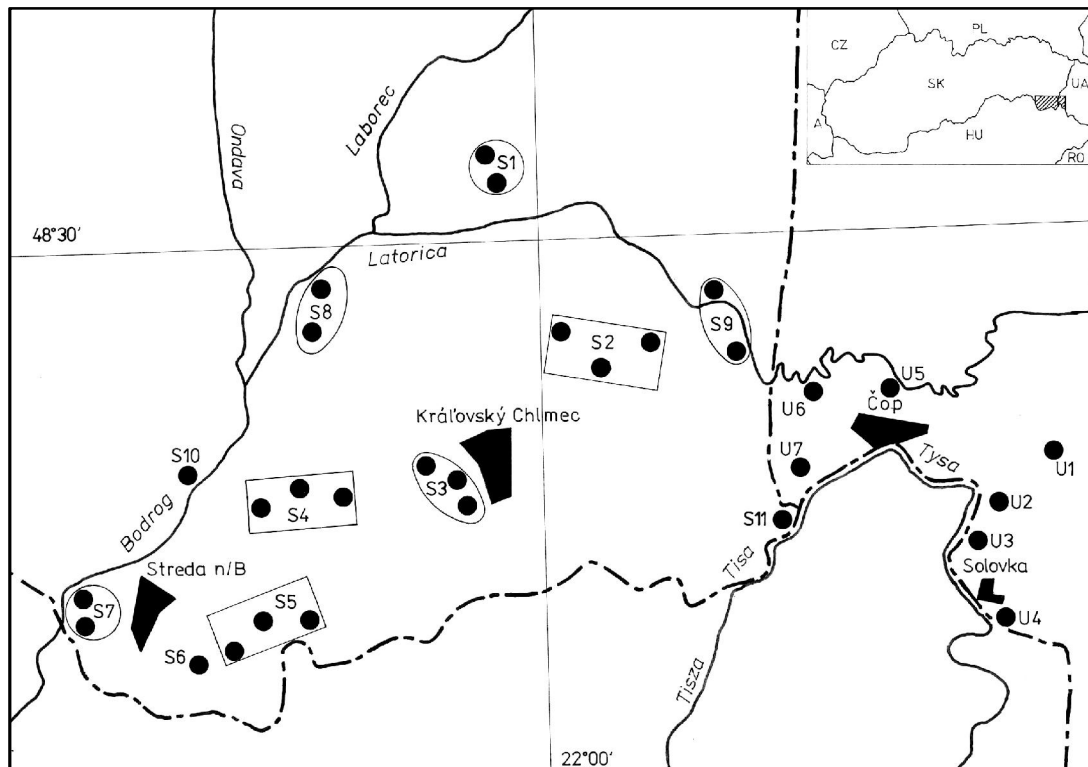 PL
CZ
SK
UA
A
HU
RO
Ondava
Laborec
S1
48°30'
Latorica
S8
S2
S9
U5
U6
Čop
Kráľovský Chlmec
U7
Tysa
U1
S10
S3
S4
S11
U2
Bodrog
Tisa
U3
Streda n/B
Solovka
S7
S5
U4
S6
Tisza
22°00'